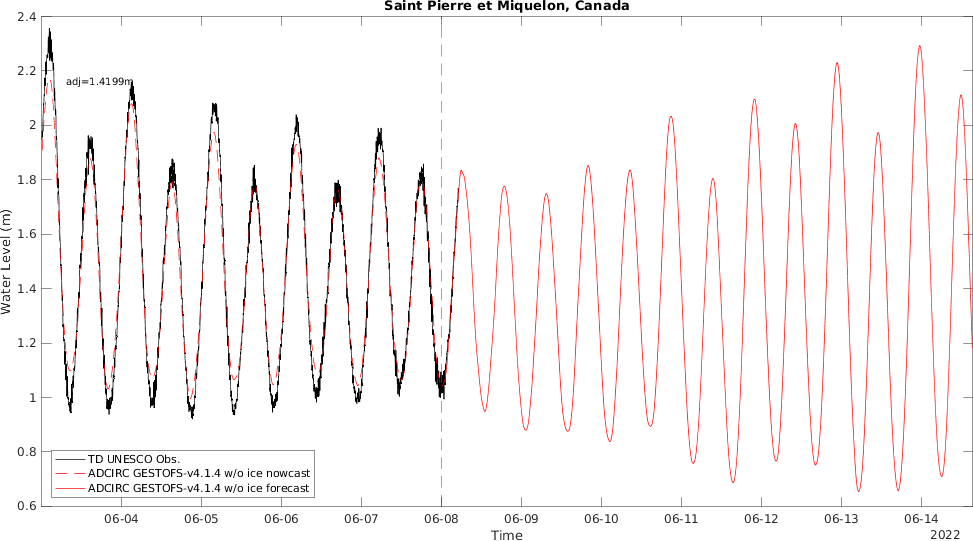 Saint Pierre et Miquelon, Canada
adj=1.4199m
Water Level (m)
2.4
2.2
2
1.8
1.6
1.4
1.2
1
0.8
0.6
TD UNESCO Obs.
ADCIRC GESTOFS-v4.1.4 w/o ice nowcast
ADCIRC GESTOFS-v4.1.4 w/o ice forecast
06-04 06-05 06-06 06-07 06-08 06-09 06-10 06-11 06-12 06-13 06-14
Time
2022